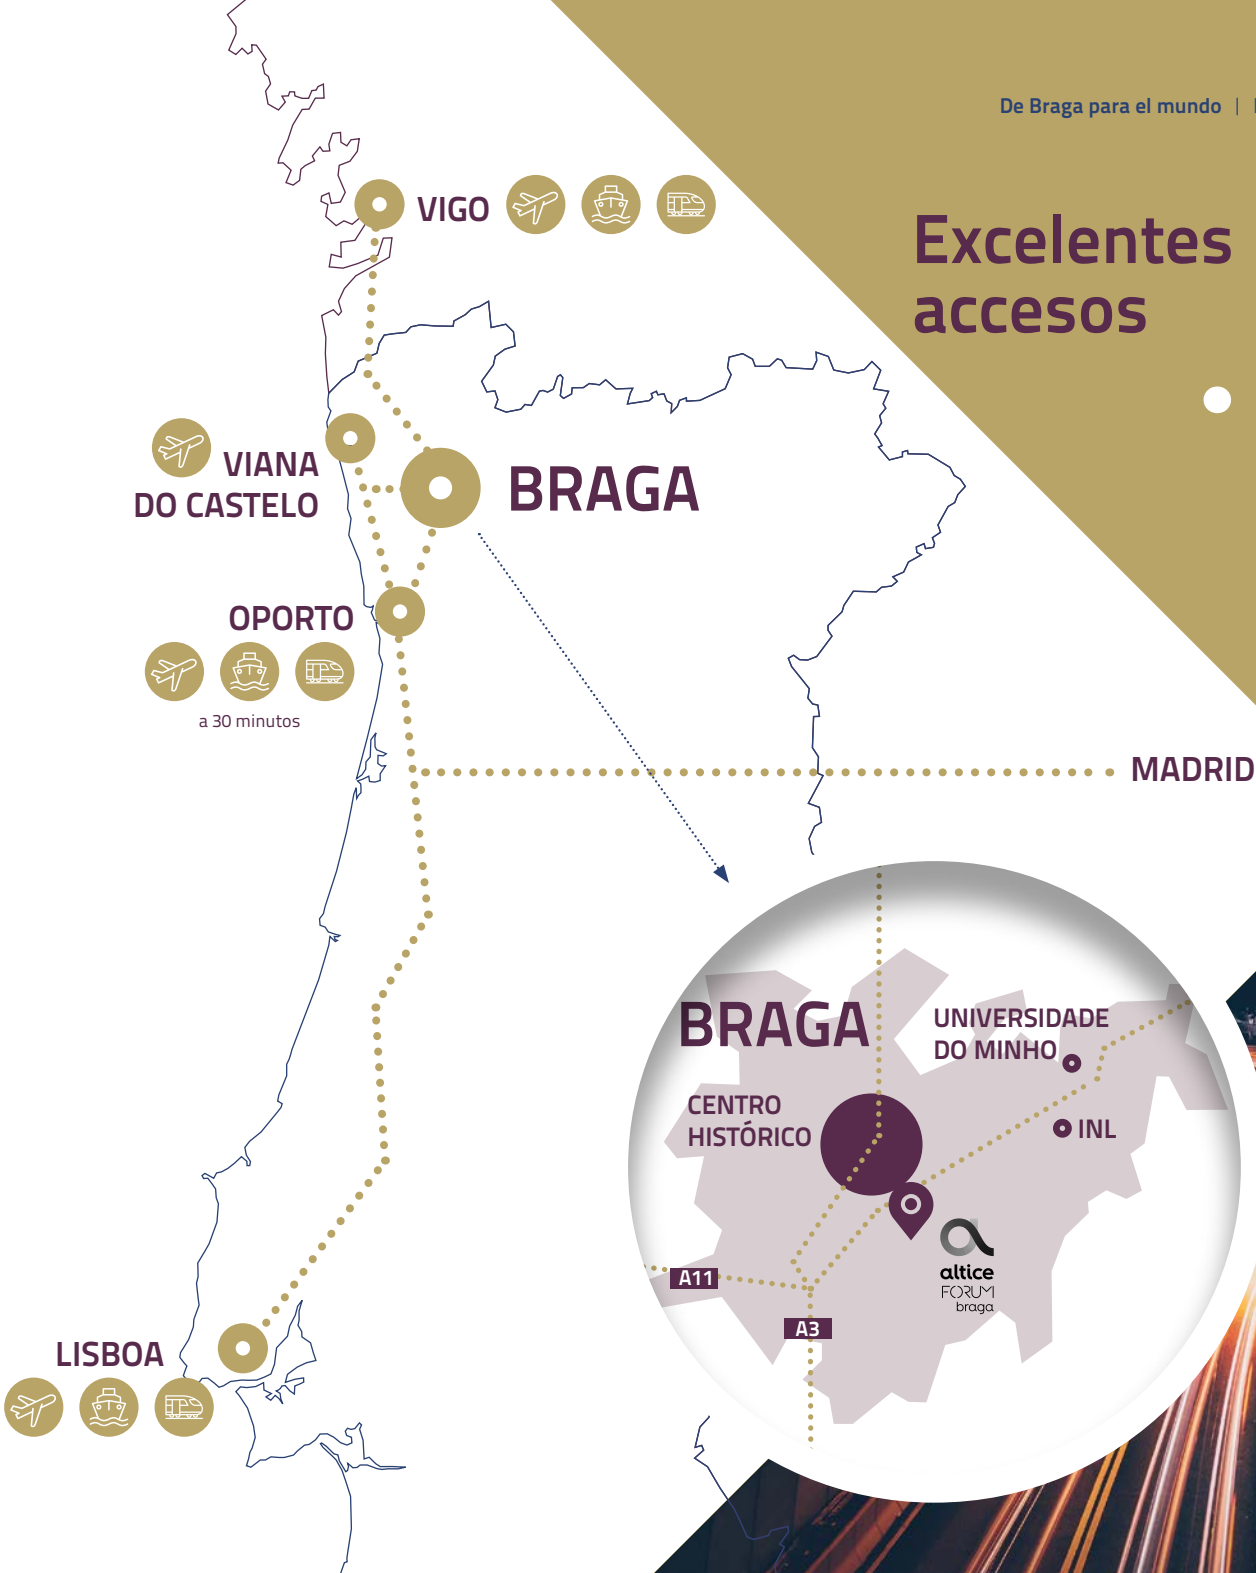 De Braga para el mundo |
Excelentes
accesos
VIGO
VIANA
DO CASTELO
BRAGA
OPORTO
a 30 minutos
MADRID
BRAGA
UNIVERSIDADE
DO MINHO
CENTRO
HISTÓRICO
INL
altice
FORUM
braga
A11
A3
LISBOA